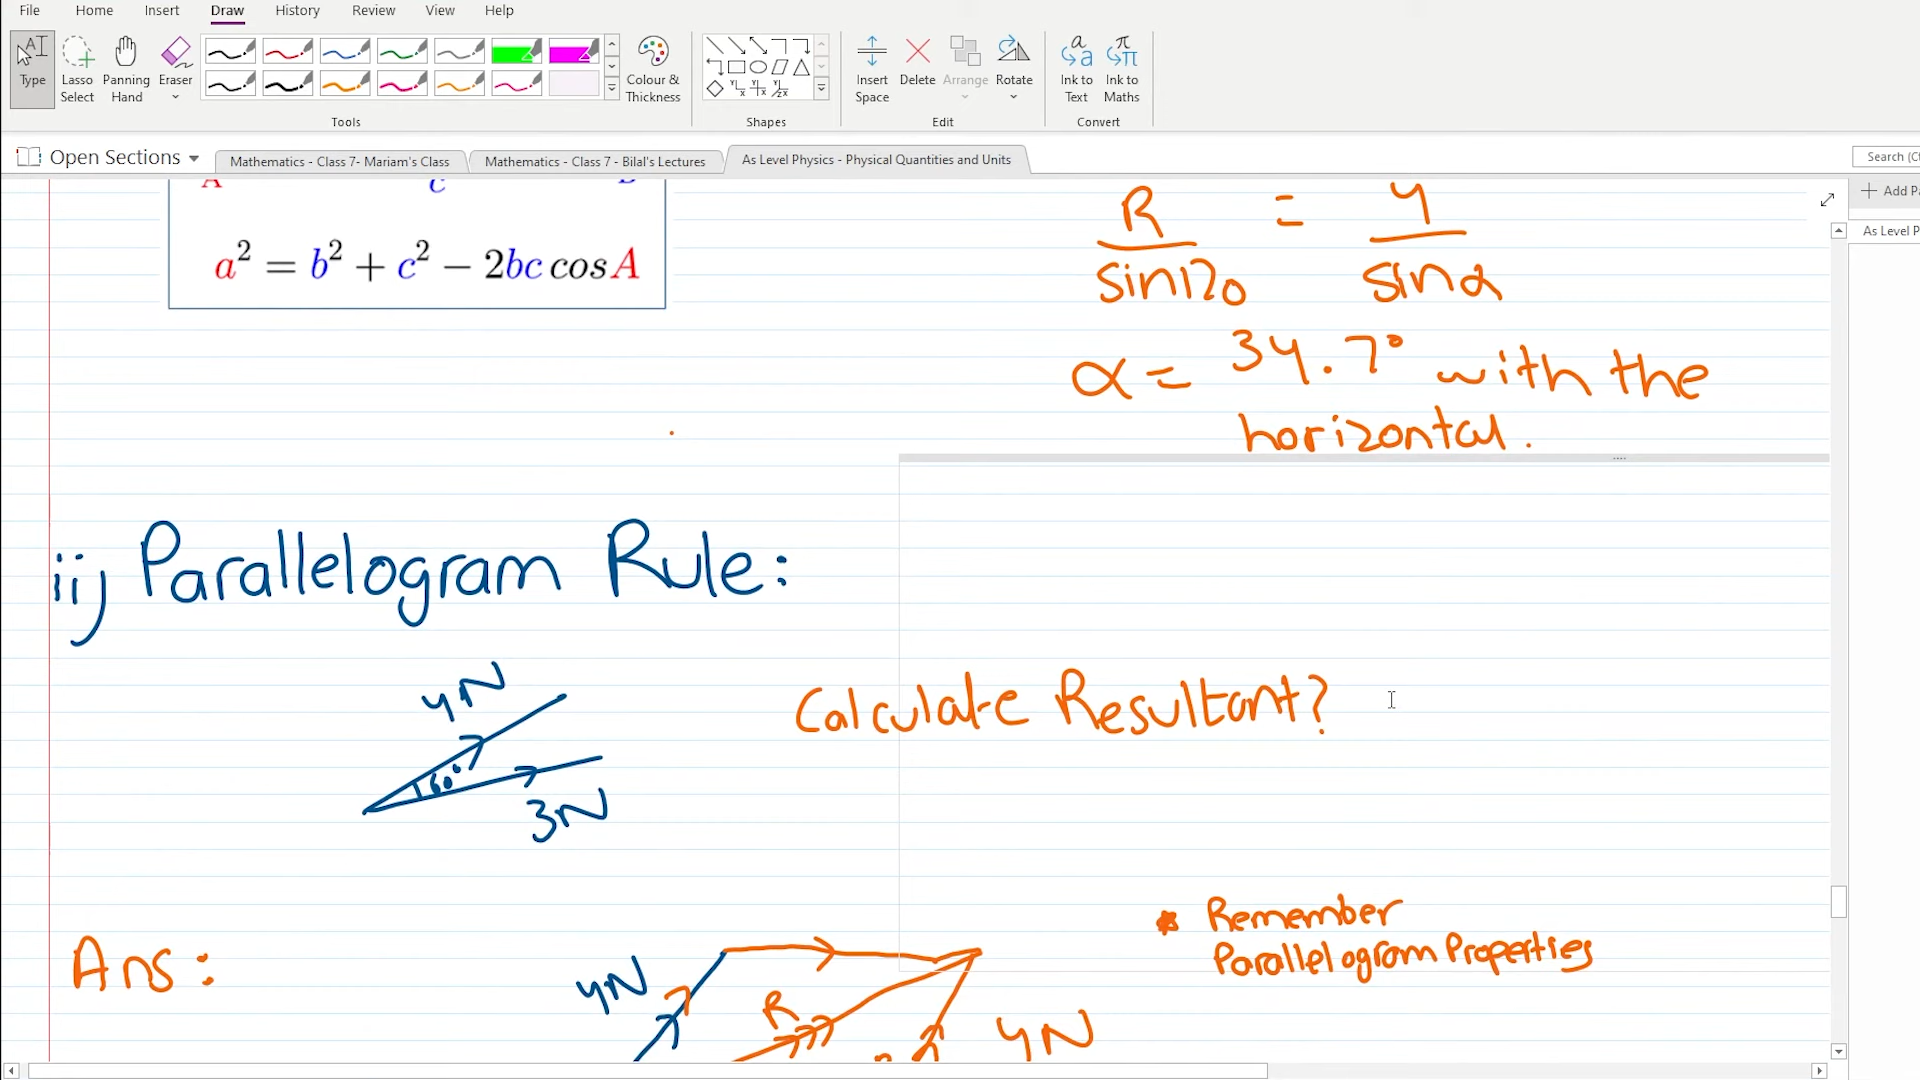 File Home Insert Draw History Review View Help
Type
Lasso Select
Panning Hand
Eraser
Colour & Thickness
Insert Space
Delete
Arrange
Rotate
Ink to Text
Ink to Maths
Tools
Shapes
Edit
Convert
Open Sections
Mathematics - Class 7- Mariam's Class
Mathematics - Class 7 - Bilal's Lectures
As Level Physics - Physical Quantities and Units
Search (Ct
Add Pa
As Level P
a² = b² + c² − 2bc cosA
R/sin120 = 4/sinα
α = 34.7° with the
horizontal.
ii) Parallelogram Rule:
4N
60°
3N
Calculate Resultant?
Ans:
4N
R
4N
* Remember
Parallelogram Properties